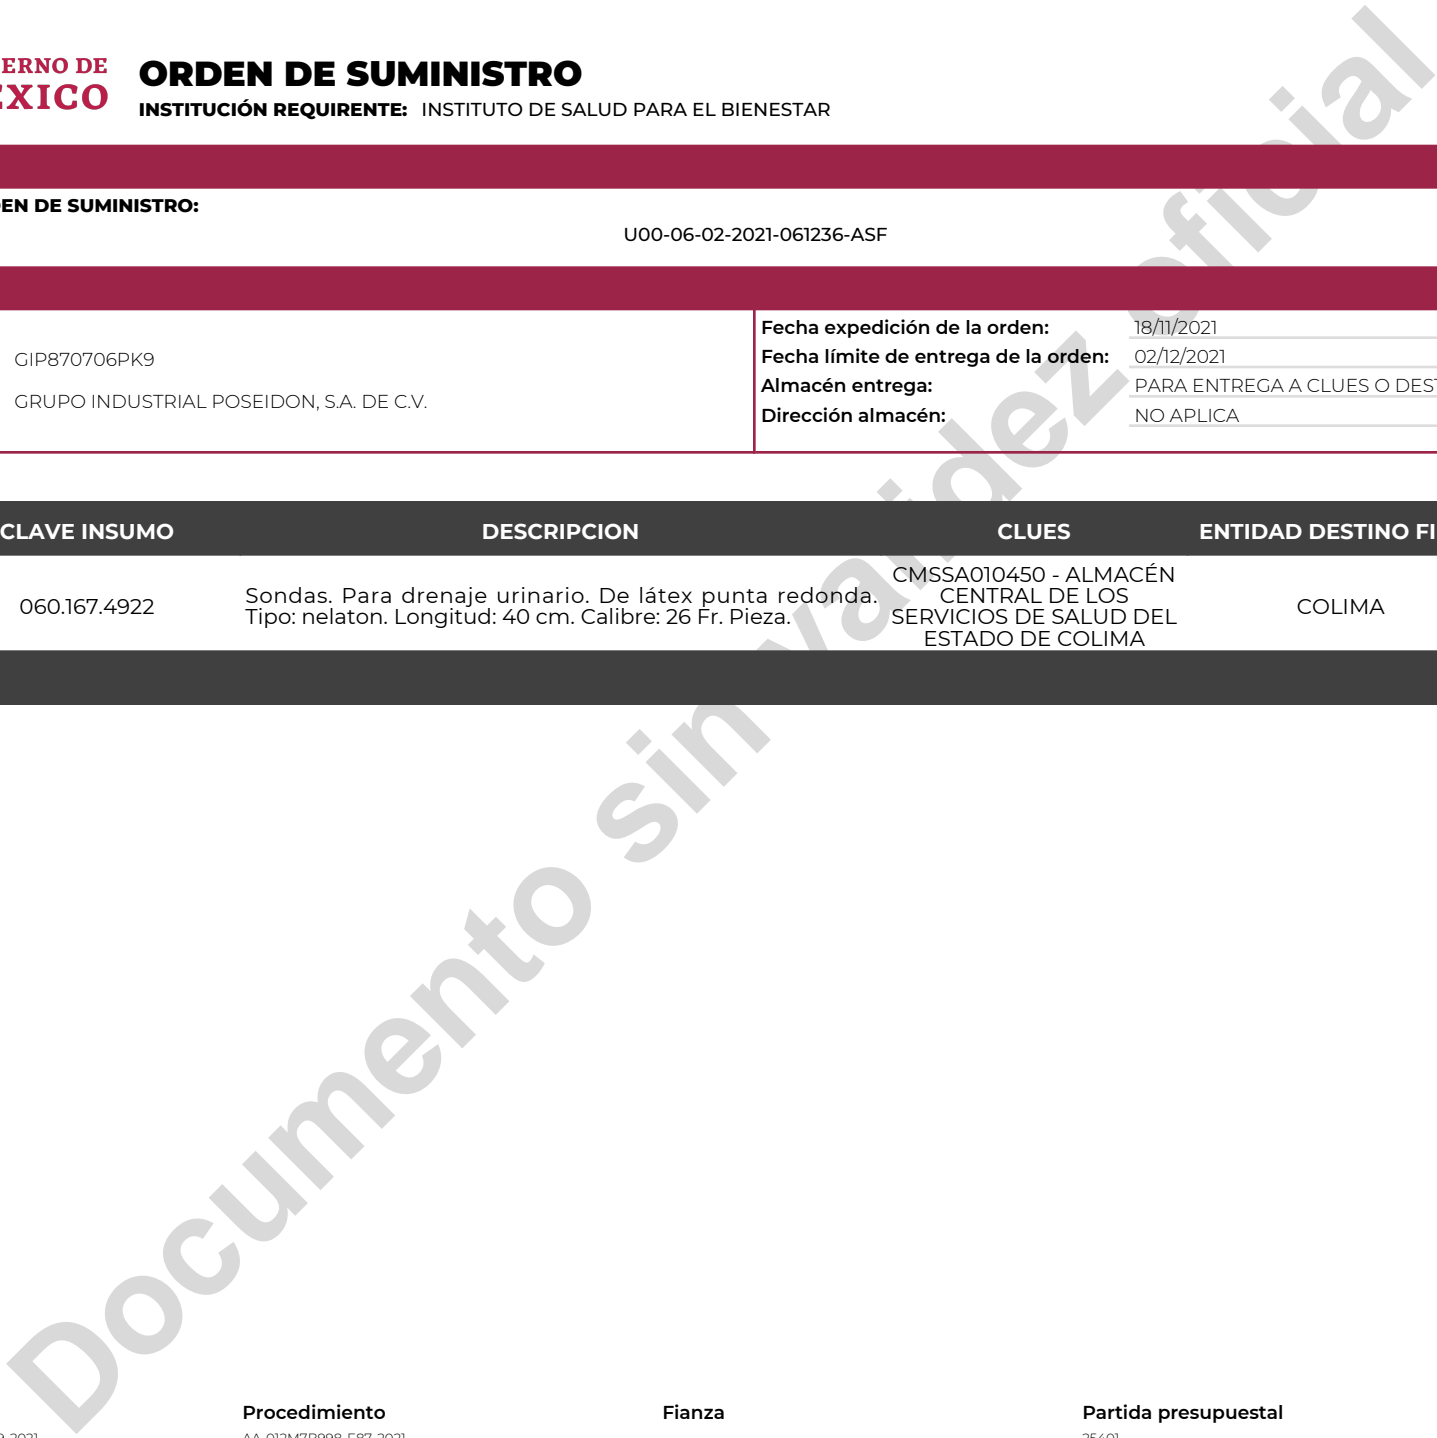 ERNO DE
ÉXICO
ORDEN DE SUMINISTRO
INSTITUCIÓN REQUIRENTE: INSTITUTO DE SALUD PARA EL BIENESTAR
EN DE SUMINISTRO:
U00-06-02-2021-061236-ASF
GIP870706PK9
GRUPO INDUSTRIAL POSEIDON, S.A. DE C.V.
Fecha expedición de la orden: 18/11/2021
Fecha límite de entrega de la orden: 02/12/2021
Almacén entrega: PARA ENTREGA A CLUES O DEST
Dirección almacén: NO APLICA
CLAVE INSUMO DESCRIPCION CLUES ENTIDAD DESTINO FI
060.167.4922
Sondas. Para drenaje urinario. De látex punta redonda.
Tipo: nelaton. Longitud: 40 cm. Calibre: 26 Fr. Pieza.
CMSSA010450 - ALMACÉN
CENTRAL DE LOS
SERVICIOS DE SALUD DEL
ESTADO DE COLIMA
COLIMA
Documento sin validez oficial
Procedimiento Fianza Partida presupuestal